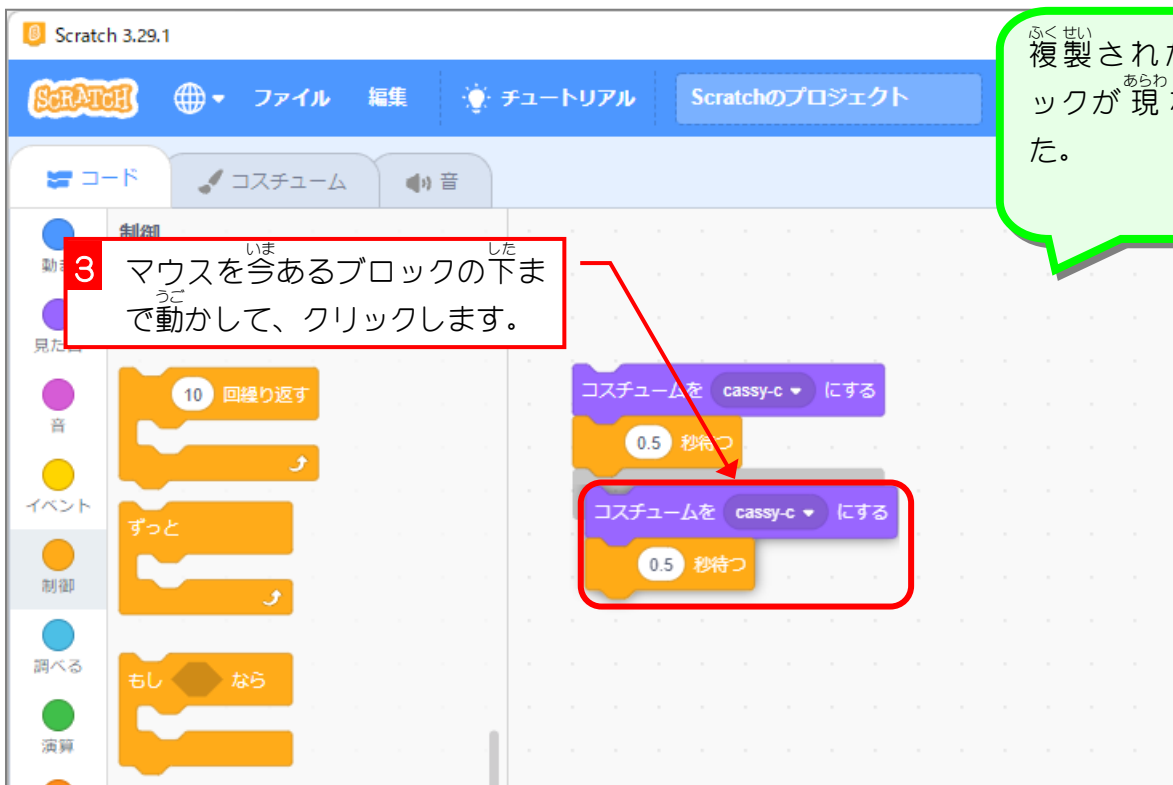 Scratch 3.29.1
SCRATCH
ファイル
編集
チュートリアル
Scratchのプロジェクト
ふくせい
複製され
あらわ
ックが現
た。
コード
コスチューム
音
制御
3
いま
した
マウスを今あるブロックの下ま
うご
で動かして、クリックします。
動き
見た目
音
イベント
制御
調べる
演算
10 回繰り返す
ずっと
もし なら
コスチュームを cassy-c にする
0.5 秒待つ
コスチュームを cassy-c にする
0.5 秒待つ